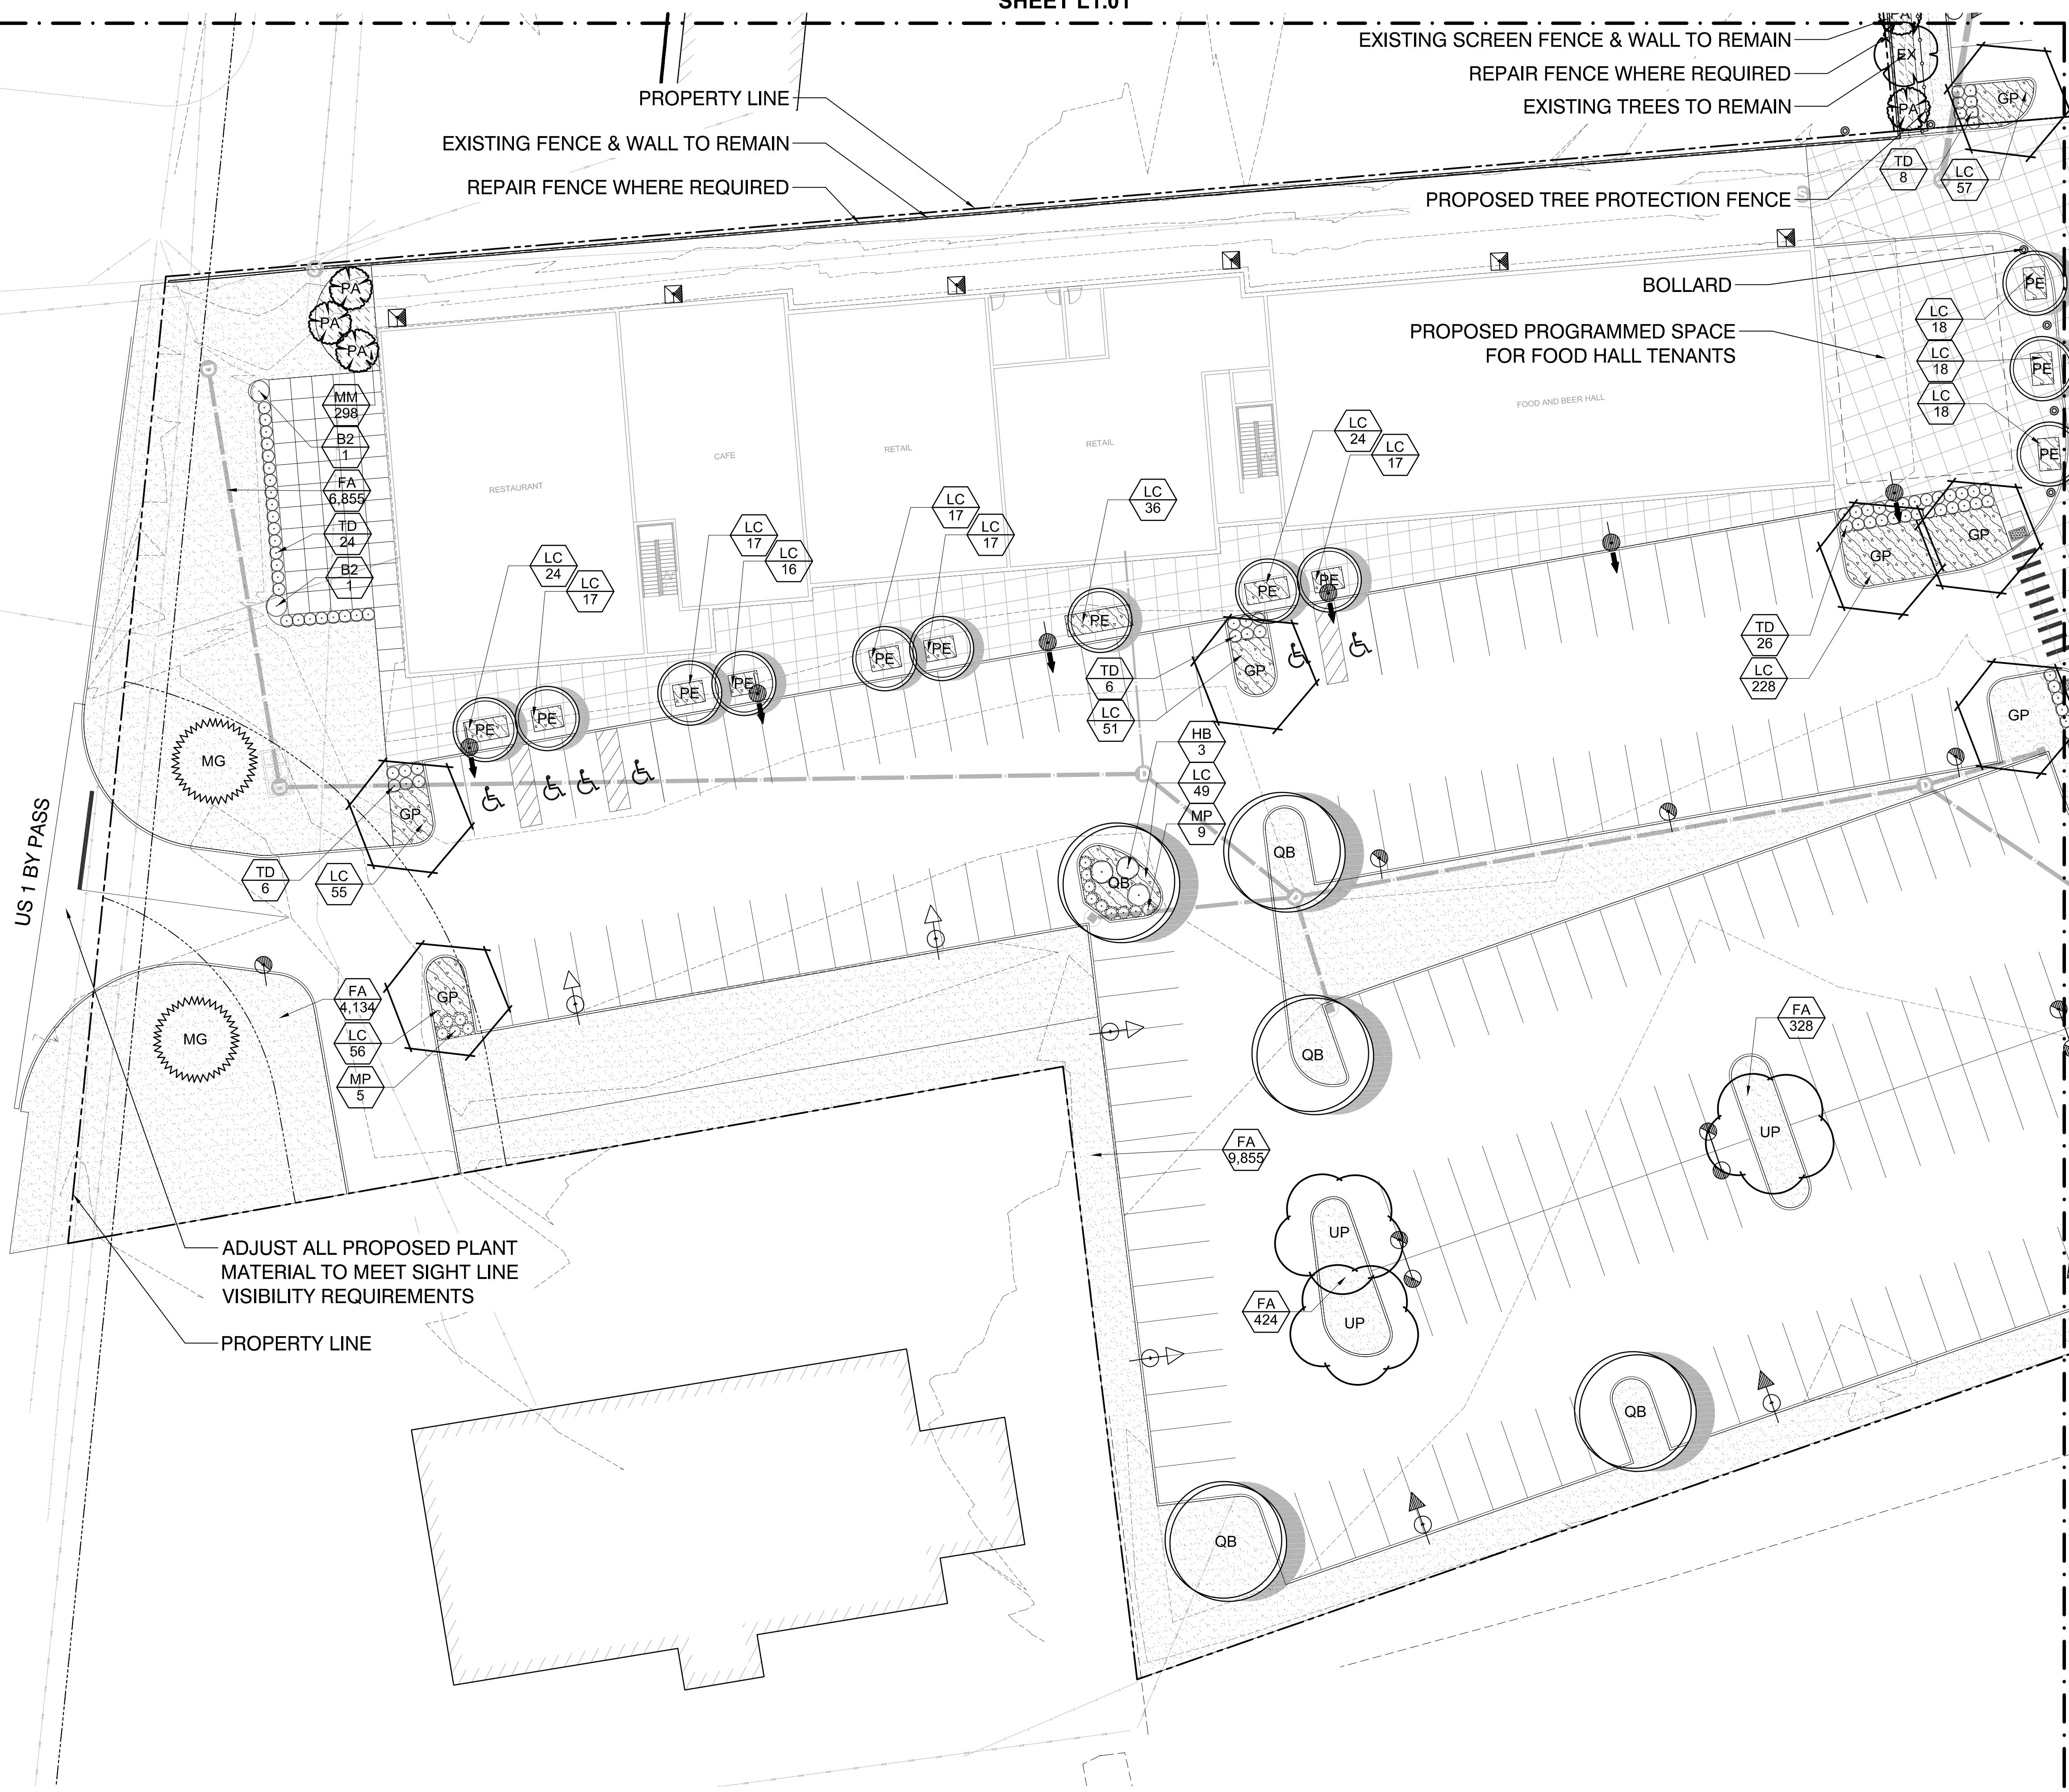 SHEET L1.01
EXISTING SCREEN FENCE & WALL TO REMAIN
REPAIR FENCE WHERE REQUIRED
EXISTING TREES TO REMAIN
PA
EX
PA
GP
PROPERTY LINE
EXISTING FENCE & WALL TO REMAIN
REPAIR FENCE WHERE REQUIRED
TD
8
LC
57
PROPOSED TREE PROTECTION FENCE
S
BOLLARD
PROPOSED PROGRAMMED SPACE
FOR FOOD HALL TENANTS
LC
18
LC
18
LC
18
PE
PE
PE
PA
PA
PA
MM
298
B2
1
FA
6,855
TD
24
B2
1
RESTAURANT
CAFE
RETAIL
RETAIL
FOOD AND BEER HALL
LC
24
LC
17
LC
17
LC
16
LC
17
LC
17
LC
36
LC
24
LC
17
PE
PE
PE
PE
PE
PE
PE
PE
PE
GP
GP
TD
26
LC
228
GP
TD
6
LC
51
GP
HB
3
LC
49
MP
9
QB
QB
QB
D
D
D
D
MG
GP
TD
6
LC
55
US 1 BY PASS
MG
FA
4,134
LC
56
MP
5
GP
FA
328
UP
FA
9,855
UP
UP
FA
424
ADJUST ALL PROPOSED PLANT
MATERIAL TO MEET SIGHT LINE
VISIBILITY REQUIREMENTS
PROPERTY LINE
QB
QB